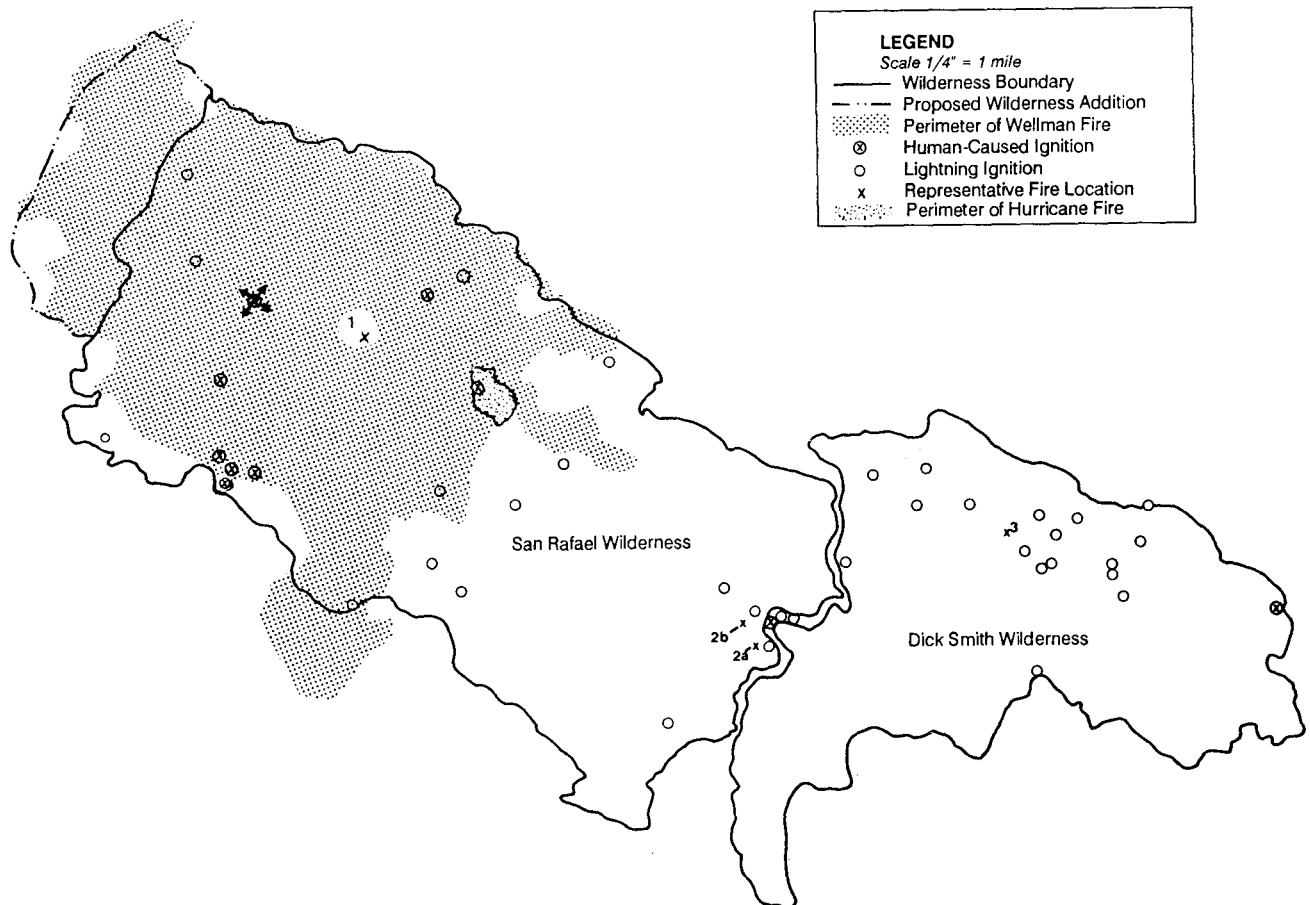 LEGEND
Scale 1/4" = 1 mile
Wilderness Boundary
Proposed Wilderness Addition
Perimeter of Wellman Fire
Human-Caused Ignition
Lightning Ignition
x Representative Fire Location
Perimeter of Hurricane Fire
1
x
x3
San Rafael Wilderness
2b x
2a x
Dick Smith Wilderness